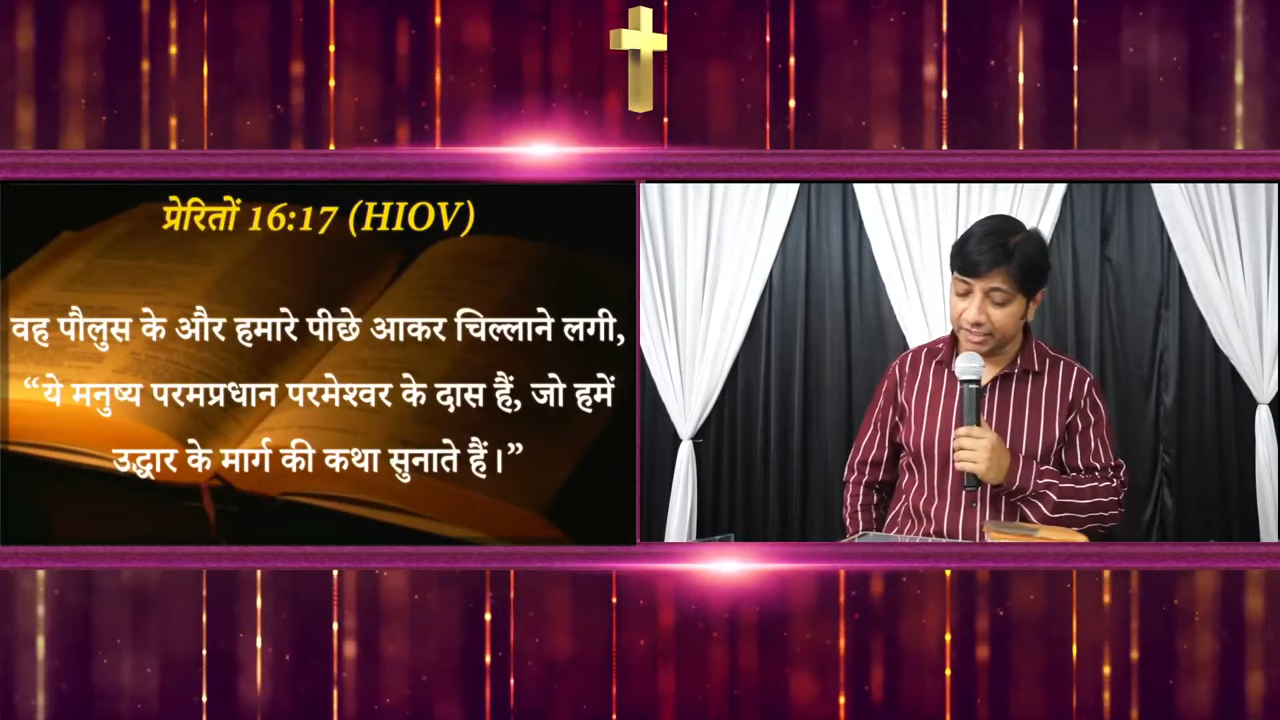 प्रेरितों 16:17 (HIOV)
वह पौलुस के और हमारे पीछे आकर चिल्लाने लगी,
“ये मनुष्य परमप्रधान परमेश्वर के दास हैं, जो हमें
उद्धार के मार्ग की कथा सुनाते हैं।”